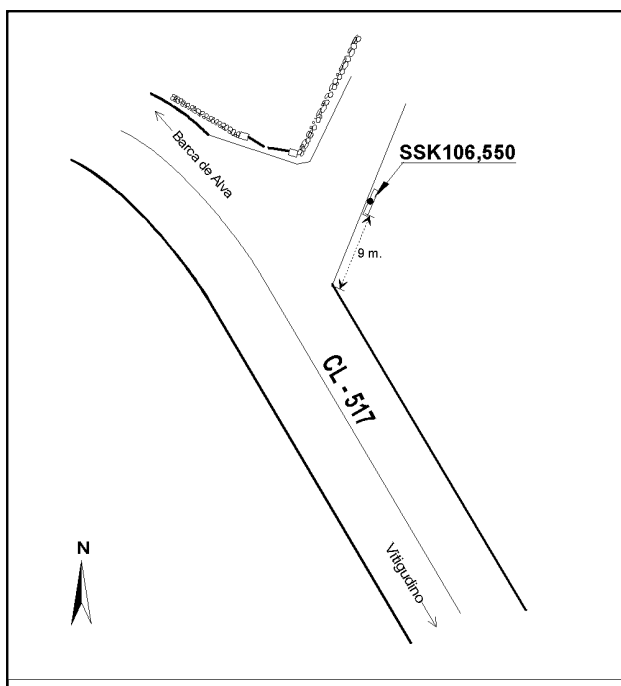 Barca de Alva
SSK106,550
9 m.
CL - 517
Vitigudino
N